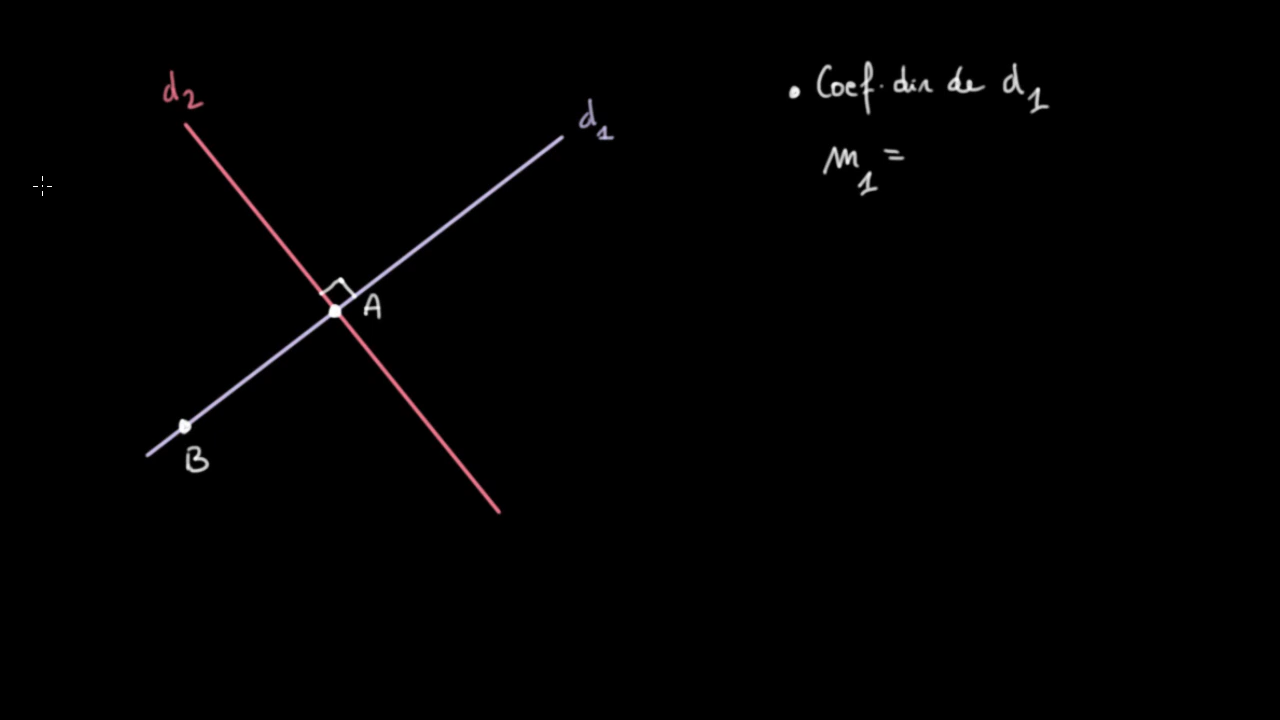 d₂
d₁
A
B
• Coef. dir de d₁
m₁ =